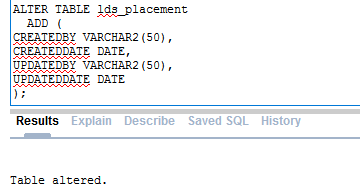 ALTER TABLE lds_placement
ADD (
CREATEDBY VARCHAR2(50),
CREATEDDATE DATE,
UPDATEDBY VARCHAR2(50),
UPDATEDDATE DATE
);
Results Explain Describe Saved SQL History
Table altered.